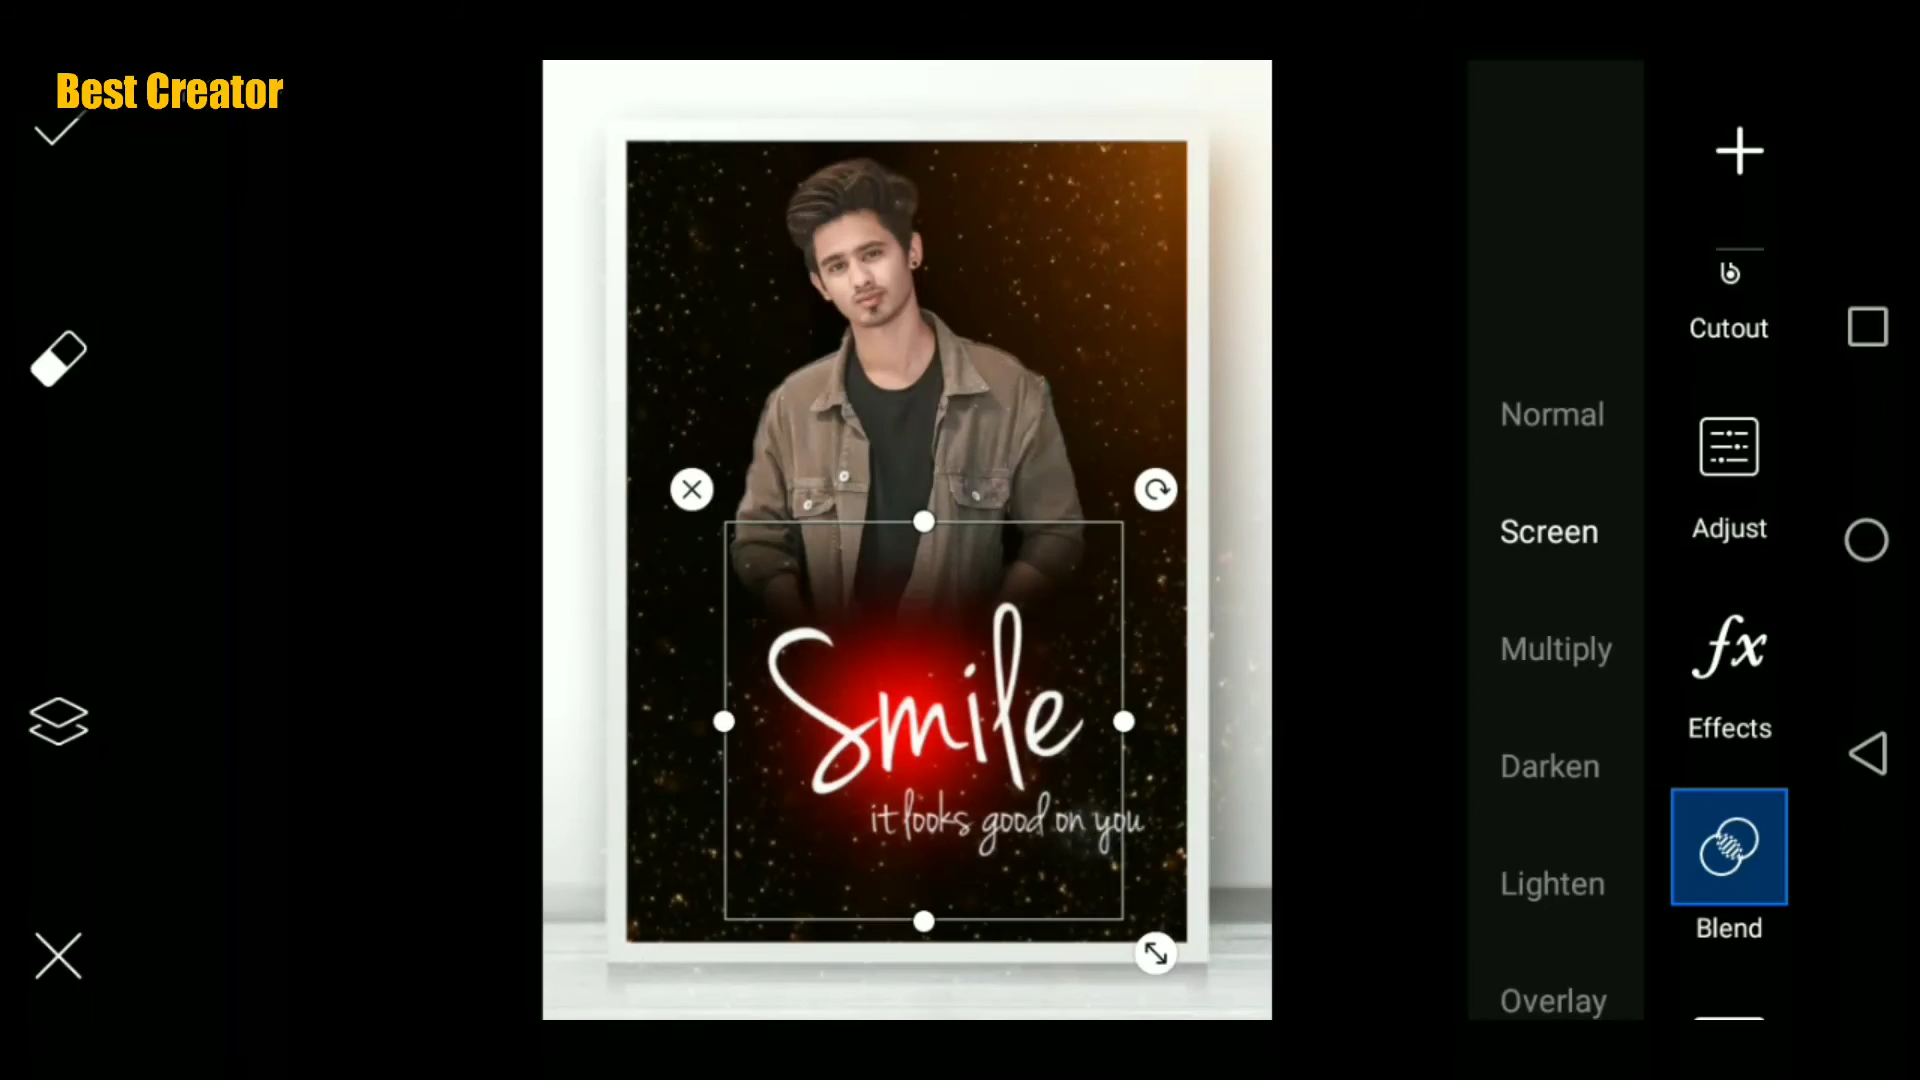 Best Creator
Smile
it looks good on you
Normal
Screen
Multiply
Darken
Lighten
Overlay
Cutout
Adjust
fx
Effects
Blend